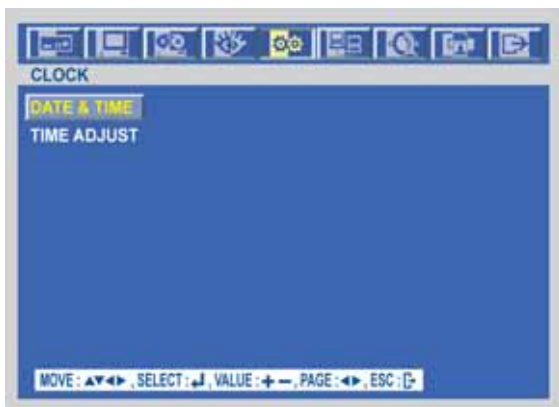 CLOCK
DATE & TIME
TIME ADJUST
MOVE : ▲▼◀▶ , SELECT : ↲ , VALUE : + − , PAGE : ◀▶ , ESC :